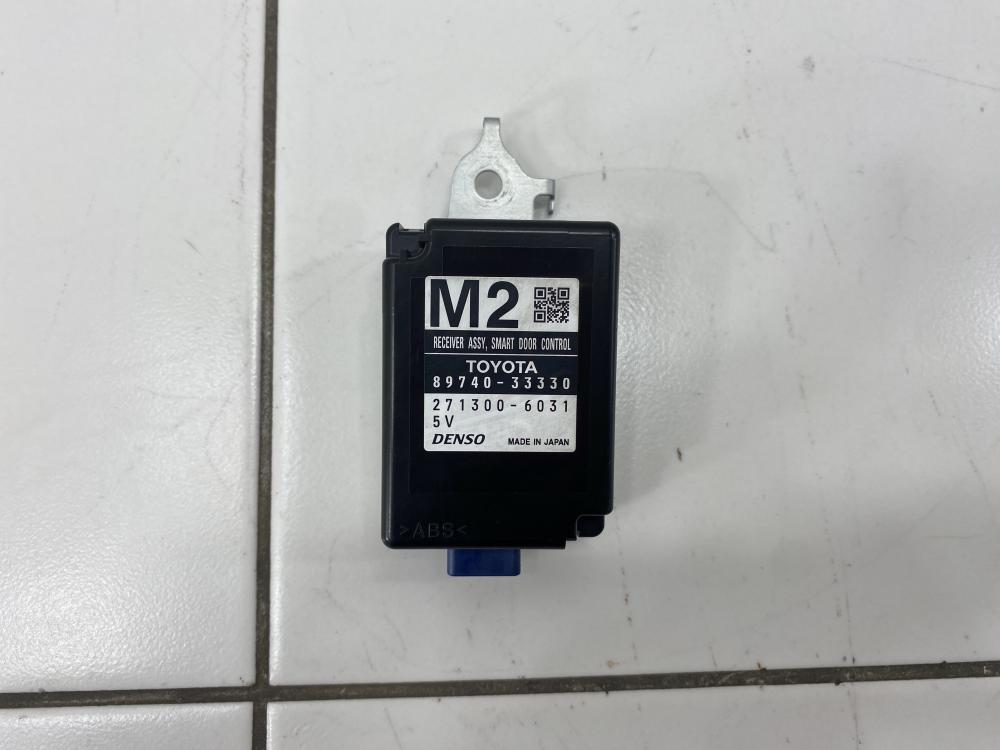 M2
RECEIVER ASSY, SMART DOOR CONTROL
TOYOTA
89740-33330
271300-6031
5V
DENSO MADE IN JAPAN
>ABS<